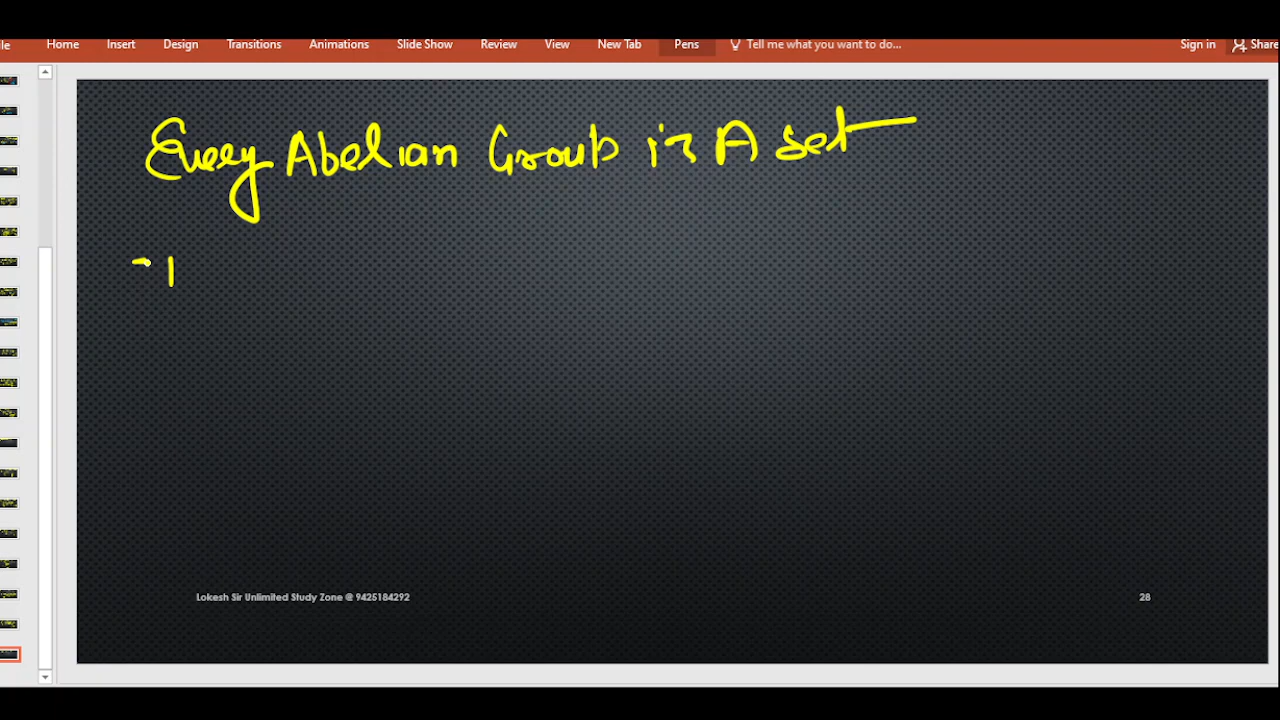 le Home Insert Design Transitions Animations Slide Show Review View New Tab Pens Tell me what you want to do... Sign in Share
Every Abelian Group is A set
Lokesh Sir Unlimited Study Zone @ 9425184292 28